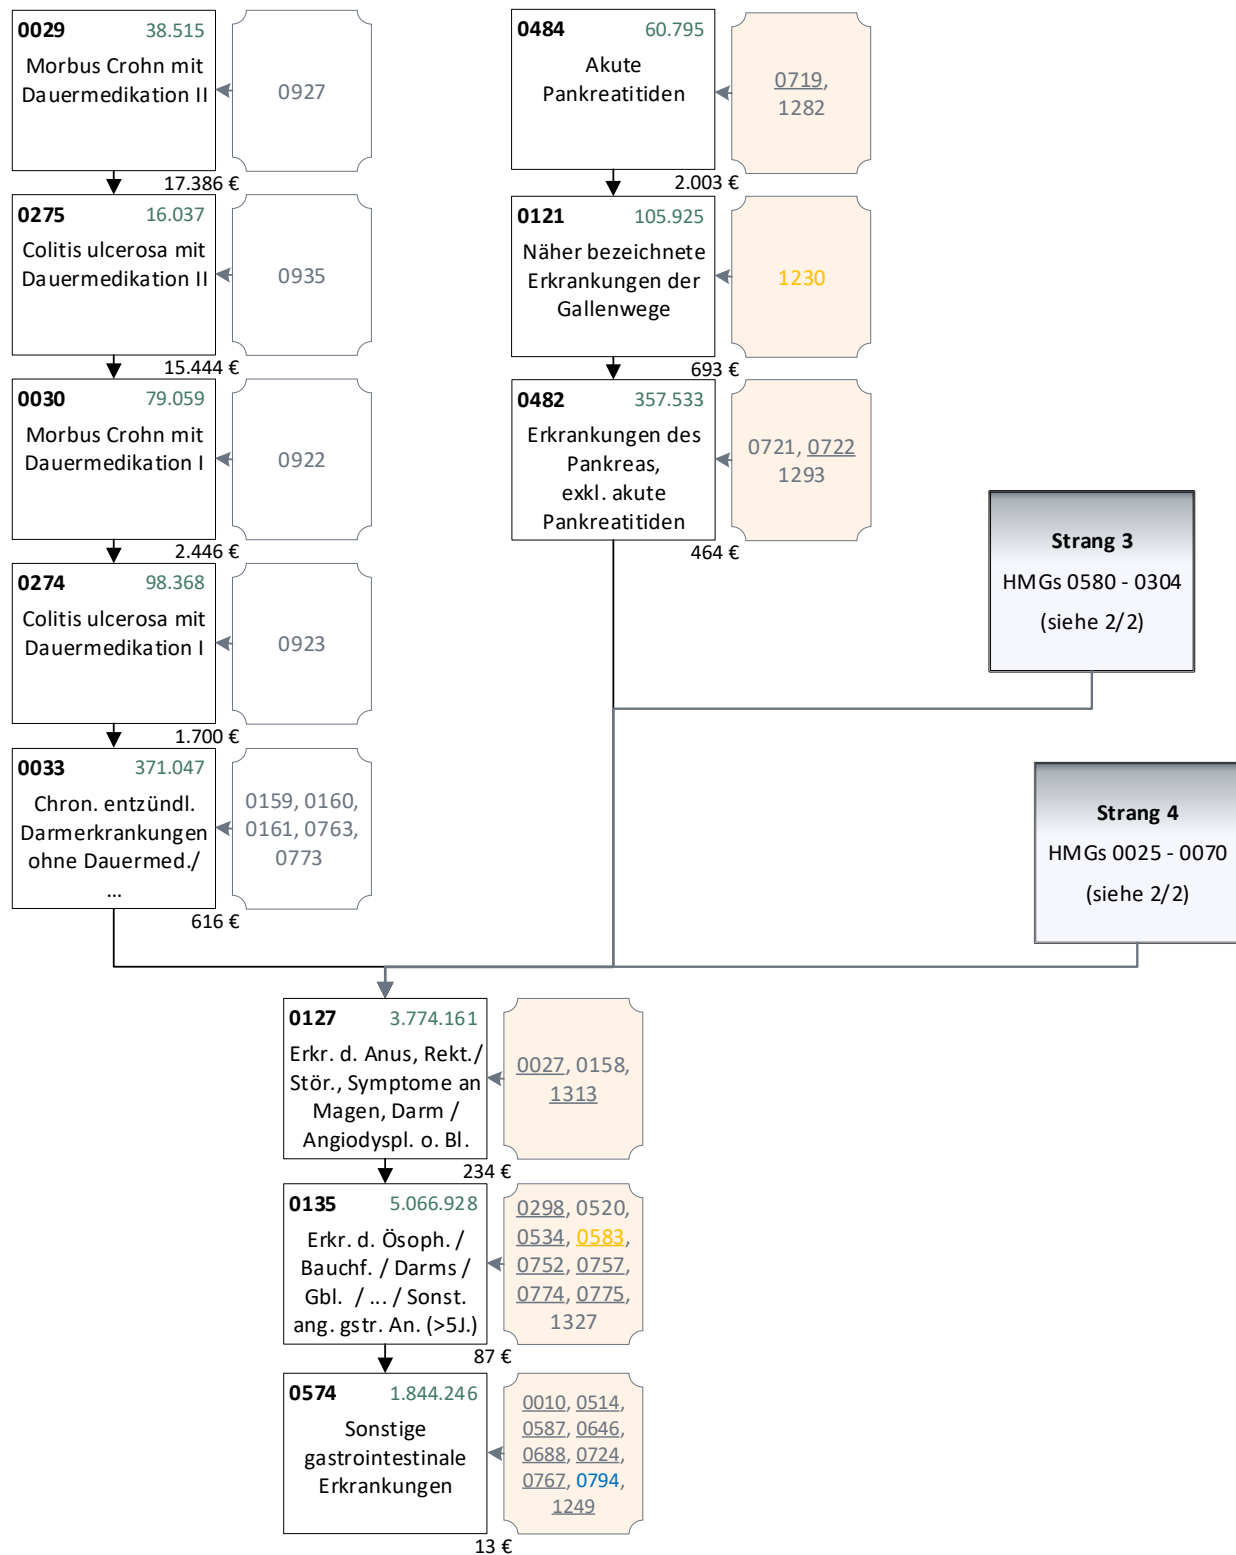 0029 38.515
Morbus Crohn mit
Dauermedikation II
0927
17.386 €
0275 16.037
Colitis ulcerosa mit
Dauermedikation II
0935
15.444 €
0030 79.059
Morbus Crohn mit
Dauermedikation I
0922
2.446 €
0274 98.368
Colitis ulcerosa mit
Dauermedikation I
0923
1.700 €
0033 371.047
Chron. entzündl.
Darmerkrankungen
ohne Dauermed./
...
0159, 0160,
0161, 0763,
0773
616 €
0484 60.795
Akute
Pankreatitiden
0719,
1282
2.003 €
0121 105.925
Näher bezeichnete
Erkrankungen der
Gallenwege
1230
693 €
0482 357.533
Erkrankungen des
Pankreas,
exkl. akute
Pankreatitiden
0721, 0722
1293
464 €
Strang 3
HMGs 0580 - 0304
(siehe 2/2)
Strang 4
HMGs 0025 - 0070
(siehe 2/2)
0127 3.774.161
Erkr. d. Anus, Rekt./
Stör., Symptome an
Magen, Darm /
Angiodyspl. o. Bl.
0027, 0158,
1313
234 €
0135 5.066.928
Erkr. d. Ösoph. /
Bauchf. / Darms /
Gbl. / ... / Sonst.
ang. gstr. An. (>5J.)
0298, 0520,
0534, 0583,
0752, 0757,
0774, 0775,
1327
87 €
0574 1.844.246
Sonstige
gastrointestinale
Erkrankungen
0010, 0514,
0587, 0646,
0688, 0724,
0767, 0794,
1249
13 €